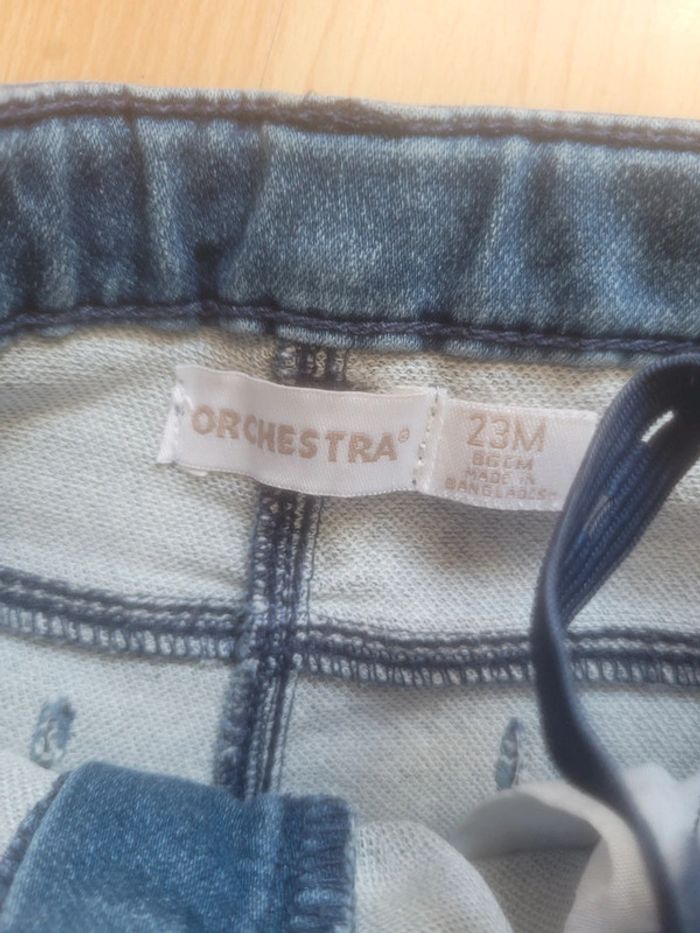 ORCHESTRA®
23M
86CM
MADE IN
BANGLADESH